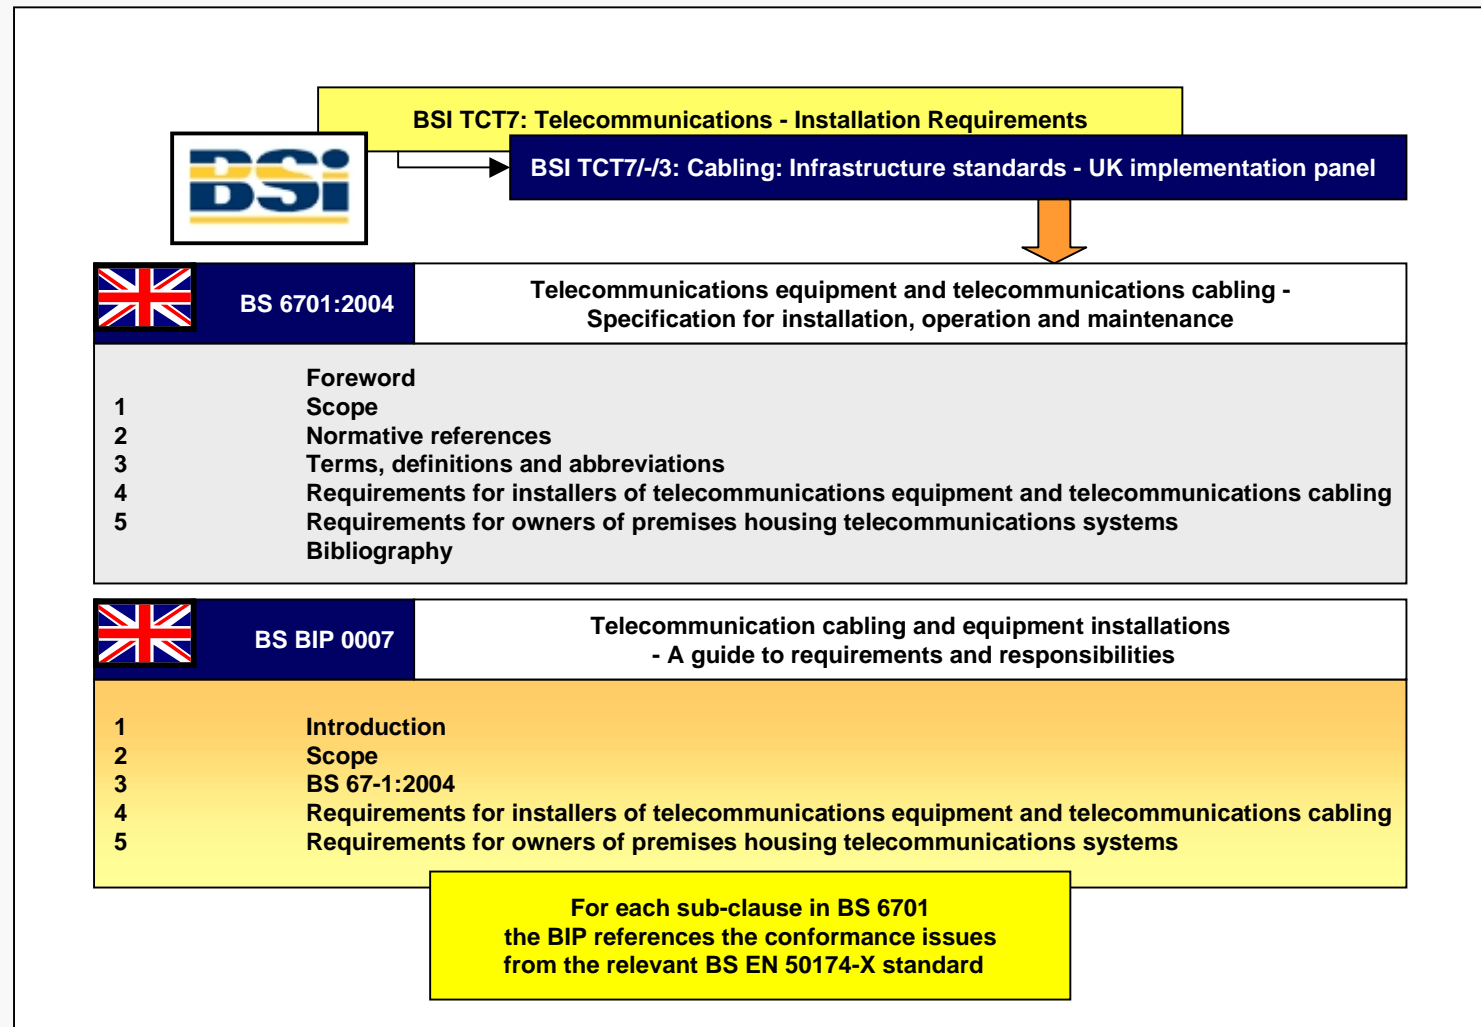 BSI TCT7: Telecommunications - Installation Requirements
BSi
BSI TCT7/-/3: Cabling: Infrastructure standards - UK implementation panel
BS 6701:2004
Telecommunications equipment and telecommunications cabling -
Specification for installation, operation and maintenance
Foreword
1 Scope
2 Normative references
3 Terms, definitions and abbreviations
4 Requirements for installers of telecommunications equipment and telecommunications cabling
5 Requirements for owners of premises housing telecommunications systems
Bibliography
BS BIP 0007
Telecommunication cabling and equipment installations
- A guide to requirements and responsibilities
1 Introduction
2 Scope
3 BS 67-1:2004
4 Requirements for installers of telecommunications equipment and telecommunications cabling
5 Requirements for owners of premises housing telecommunications systems
For each sub-clause in BS 6701
the BIP references the conformance issues
from the relevant BS EN 50174-X standard